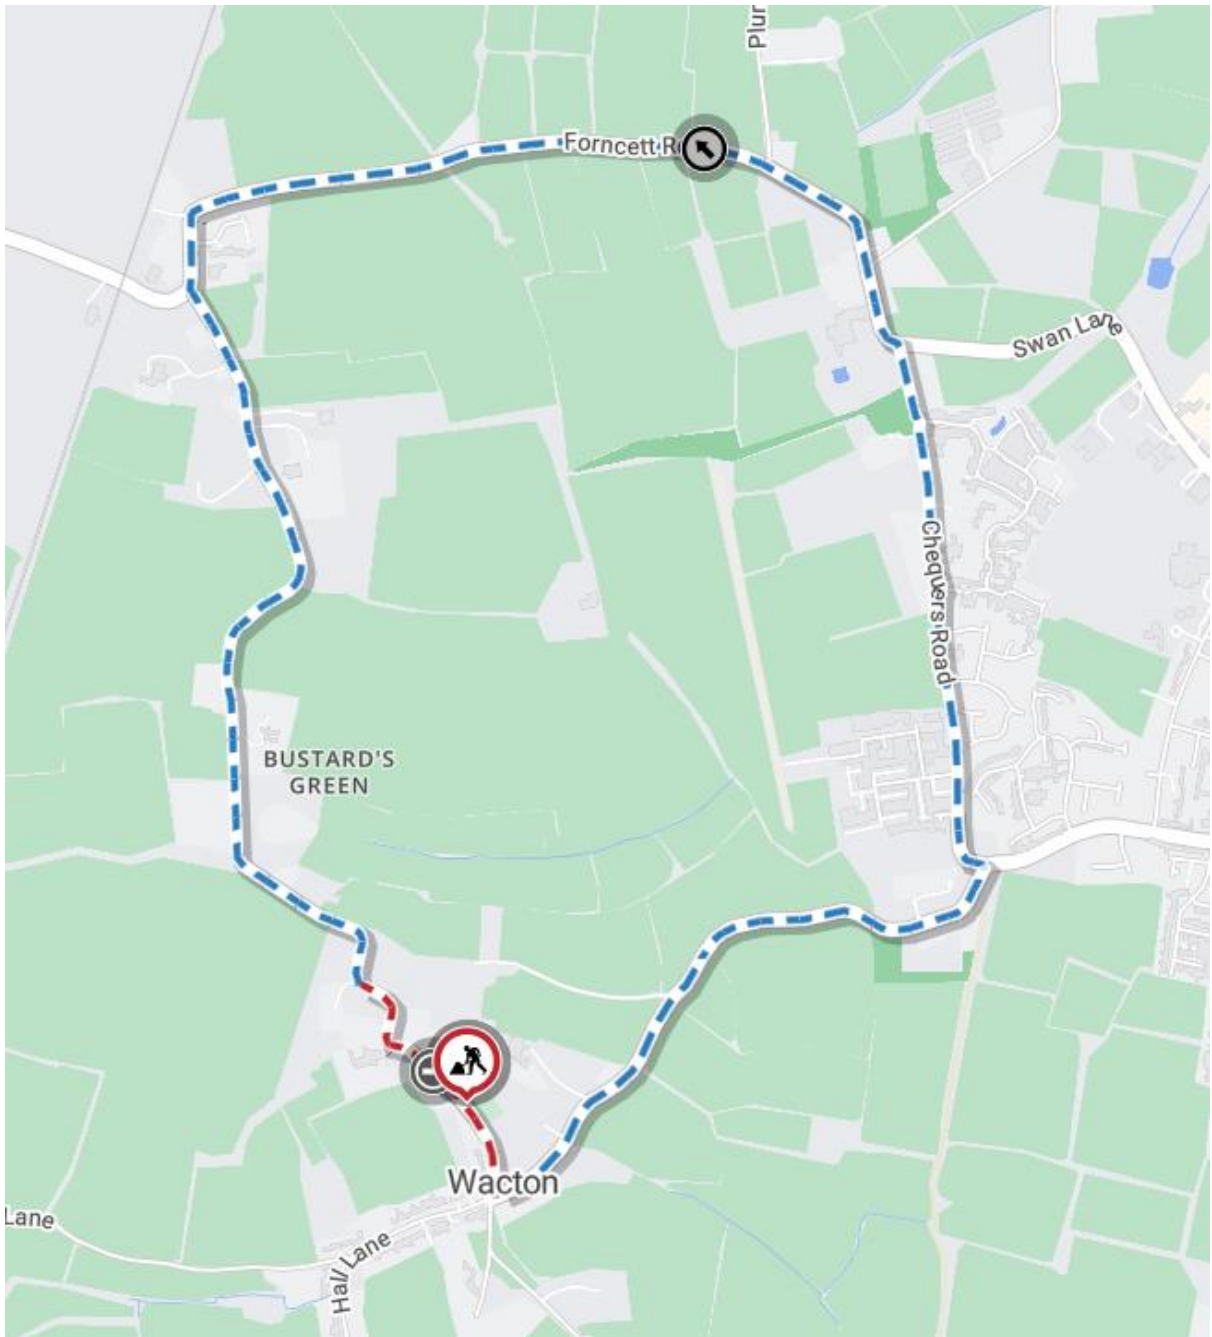 Plur
Forncett R
Swan Lane
Chequers Road
BUSTARD'S
GREEN
Wacton
Lane
Hall Lane